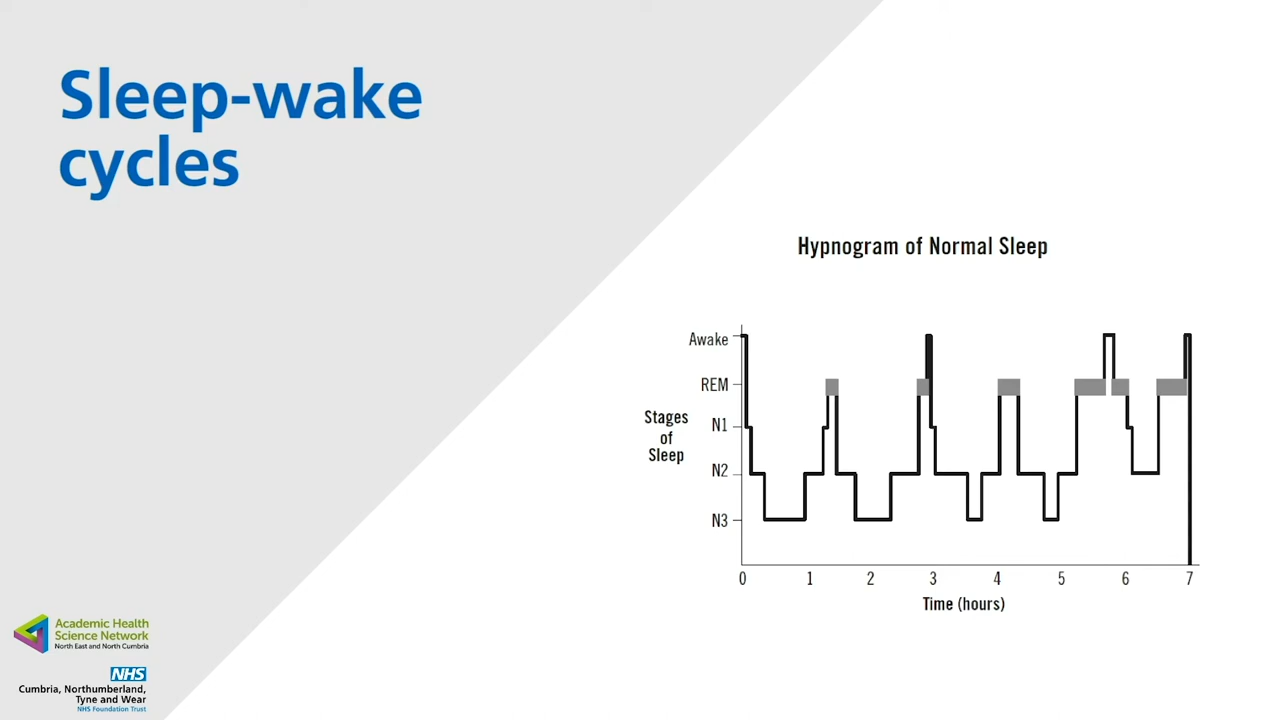 Sleep-wake
cycles
Hypnogram of Normal Sleep
Awake
REM
N1
N2
N3
Stages
of
Sleep
0 1 2 3 4 5 6 7
Time (hours)
Academic Health
Science Network
North East and North Cumbria
NHS
Cumbria, Northumberland,
Tyne and Wear
NHS Foundation Trust